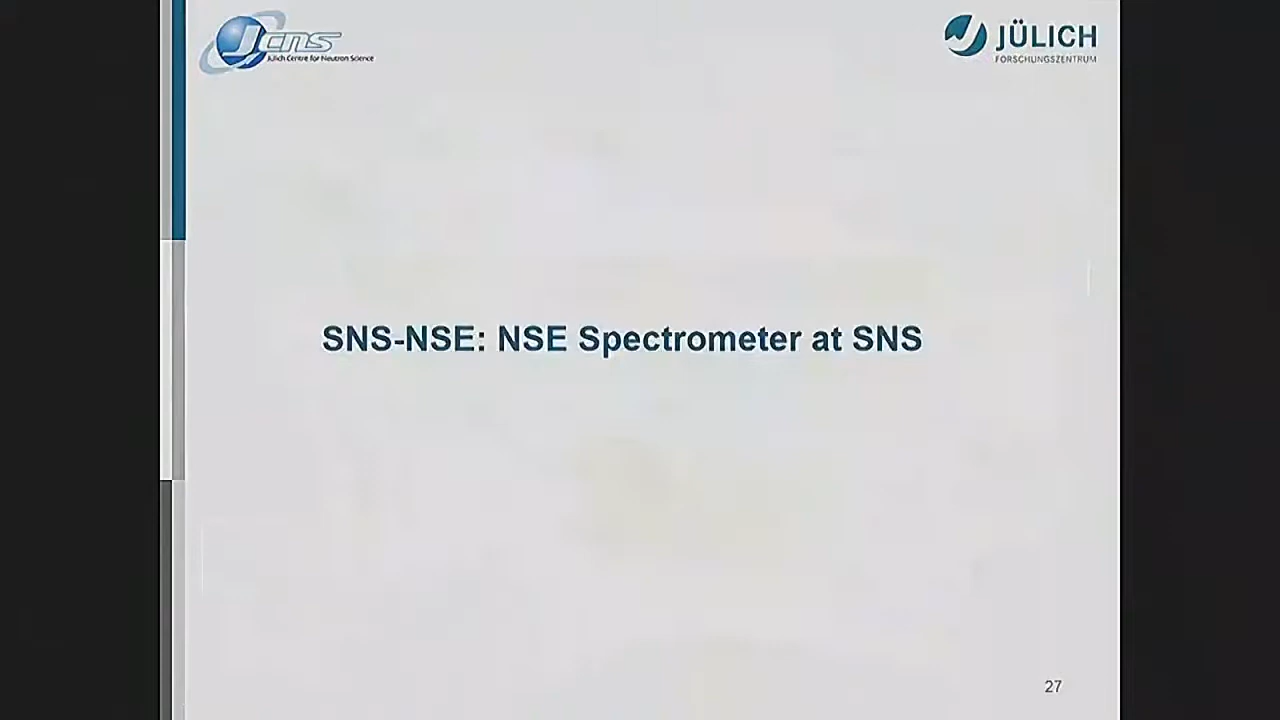 Jcns
Jülich Centre for Neutron Science
JÜLICH
FORSCHUNGSZENTRUM
SNS-NSE: NSE Spectrometer at SNS
27